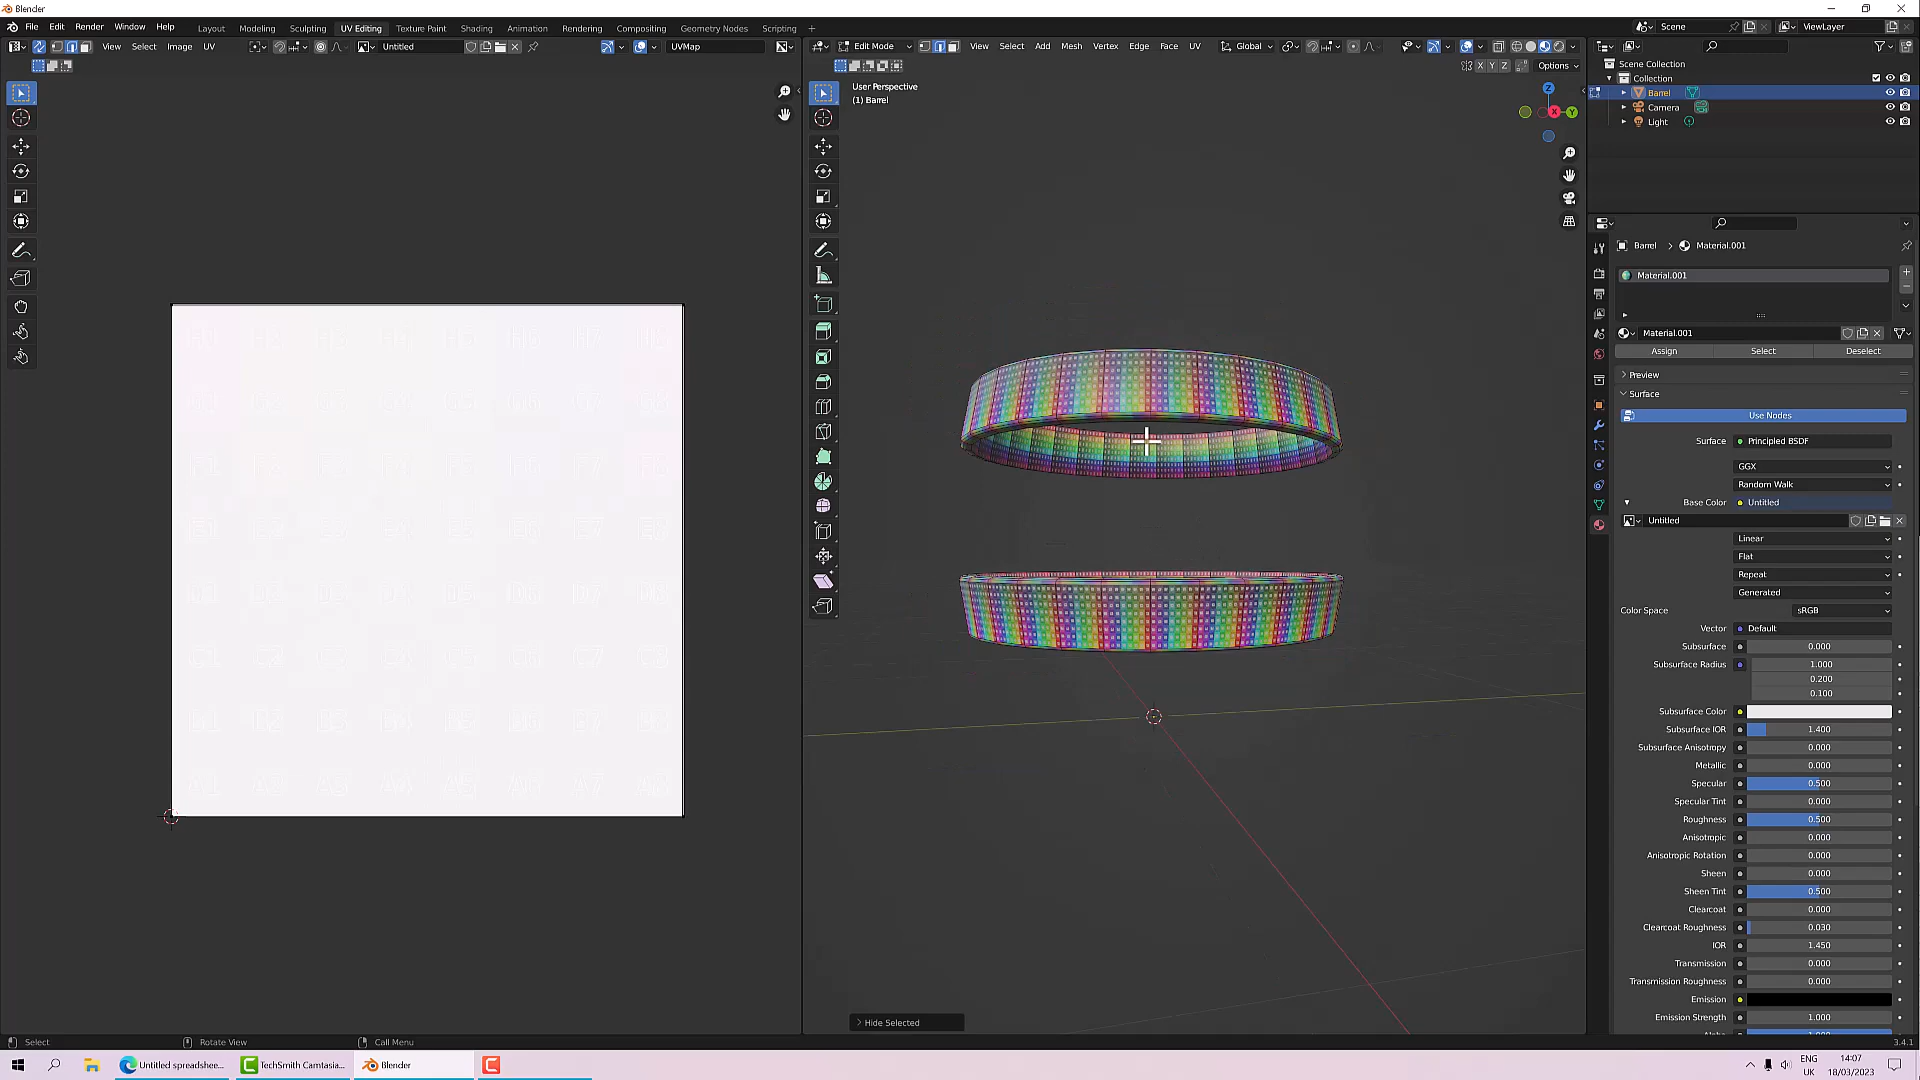 Blender
File Edit Render Window Help
Layout Modeling Sculpting UV Editing Texture Paint Shading Animation Rendering Compositing Geometry Nodes Scripting +
Scene
ViewLayer
View Select Image UV
Untitled
UVMap
Edit Mode
View Select Add Mesh Vertex Edge Face UV
Global
X Y Z
Options
User Perspective
(1) Barrel
Z
X
Y
Scene Collection
Collection
Barrel
Camera
Light
Barrel > Material.001
Material.001
Material.001
Assign
Select
Deselect
Preview
Surface
Use Nodes
Surface Principled BSDF
GGX
Random Walk
Base Color Untitled
Untitled
Linear
Flat
Repeat
Generated
Color Space sRGB
Vector Default
Subsurface 0.000
Subsurface Radius 1.000
0.200
0.100
Subsurface Color
Subsurface IOR 1.400
Subsurface Anisotropy 0.000
Metallic 0.000
Specular 0.500
Specular Tint 0.000
Roughness 0.500
Anisotropic 0.000
Anisotropic Rotation 0.000
Sheen 0.000
Sheen Tint 0.500
Clearcoat 0.000
Clearcoat Roughness 0.030
IOR 1.450
Transmission 0.000
Transmission Roughness 0.000
Emission
Emission Strength 1.000
Hide Selected
Select
Rotate View
Call Menu
3.4.1
Untitled spreadshee...
TechSmith Camtasia...
Blender
ENG
UK
14:07
18/03/2023